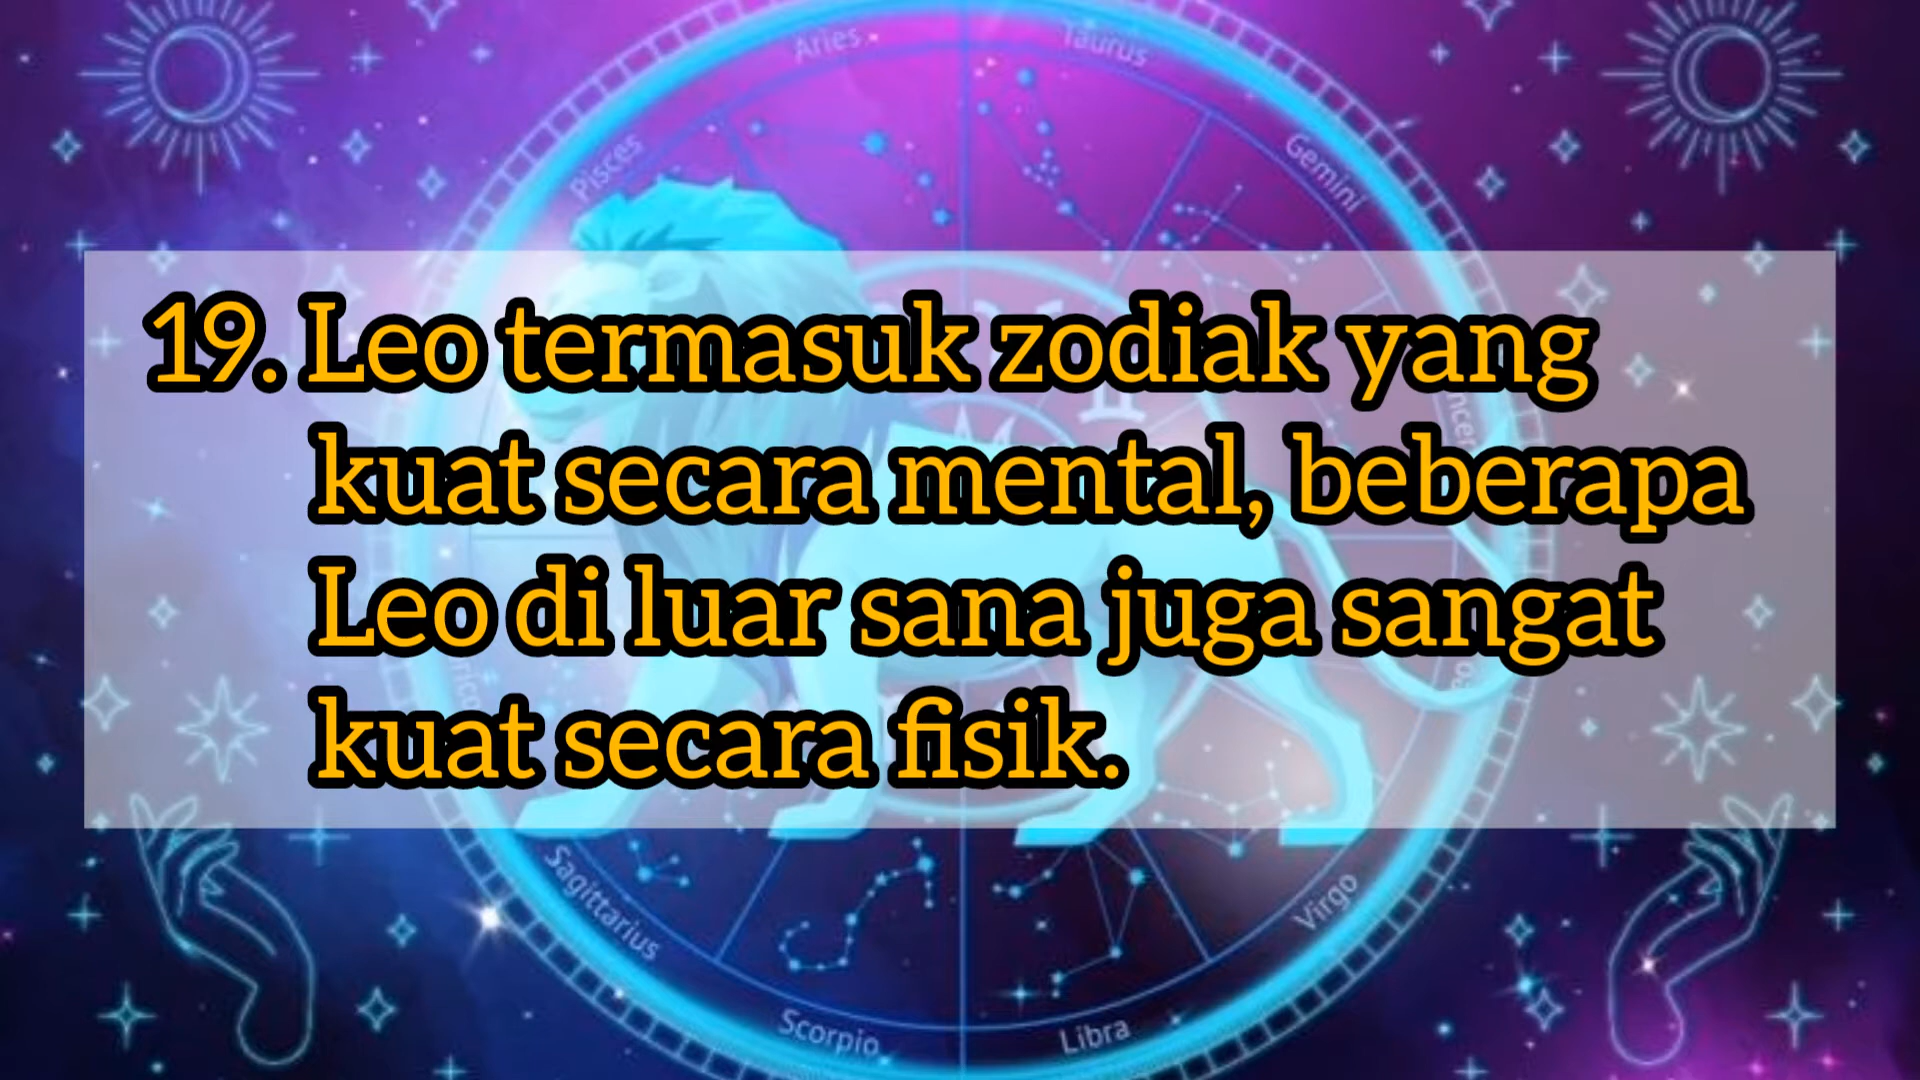 Aries
Taurus
Pisces
Gemini
19. Leo termasuk zodiak yang
kuat secara mental, beberapa
Leo di luar sana juga sangat
kuat secara fisik.
Sagittarius
Virgo
Scorpio
Libra